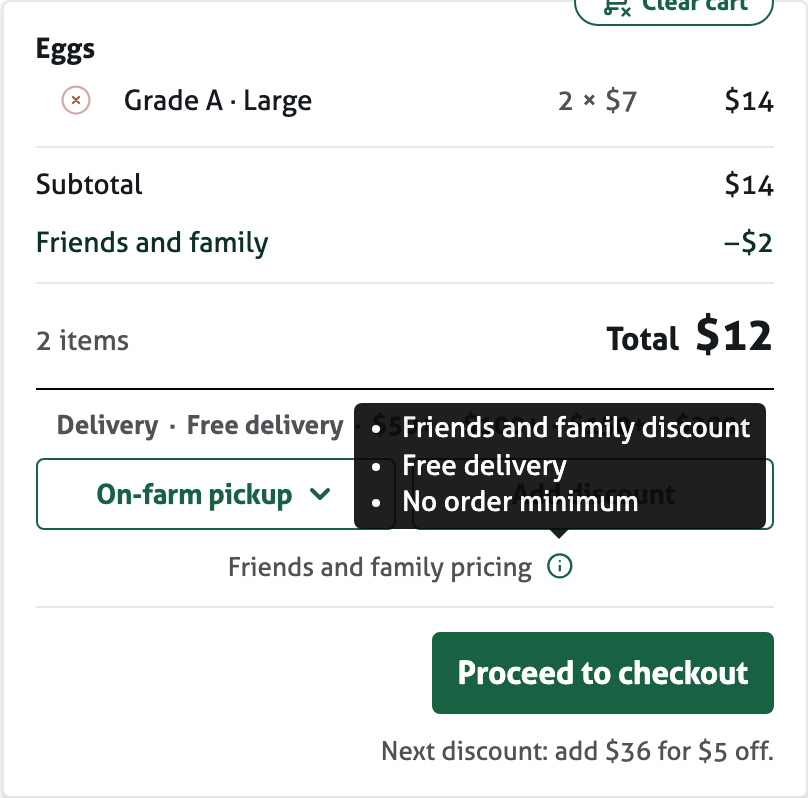 Clear cart
Eggs
Grade A · Large 2 × $7 $14
Subtotal $14
Friends and family –$2
2 items Total $12
Delivery · Free delivery ·
• Friends and family discount
• Free delivery
• No order minimum
On-farm pickup Add discount
Friends and family pricing
Proceed to checkout
Next discount: add $36 for $5 off.